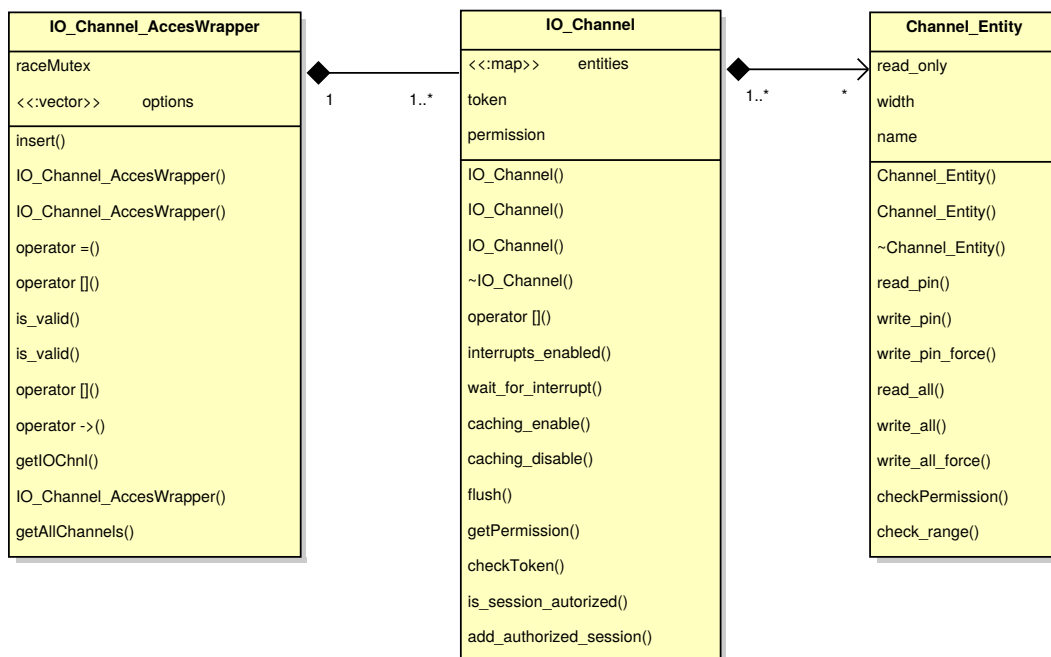 IO_Channel_AccesWrapper
raceMutex
<<:vector>> options
insert()
IO_Channel_AccesWrapper()
IO_Channel_AccesWrapper()
operator =()
operator []()
is_valid()
is_valid()
operator []()
operator ->()
getIOChnl()
IO_Channel_AccesWrapper()
getAllChannels()
1
1..*
IO_Channel
<<:map>> entities
token
permission
IO_Channel()
IO_Channel()
IO_Channel()
~IO_Channel()
operator []()
interrupts_enabled()
wait_for_interrupt()
caching_enable()
caching_disable()
flush()
getPermission()
checkToken()
is_session_autorized()
add_authorized_session()
1..*
*
Channel_Entity
read_only
width
name
Channel_Entity()
Channel_Entity()
~Channel_Entity()
read_pin()
write_pin()
write_pin_force()
read_all()
write_all()
write_all_force()
checkPermission()
check_range()